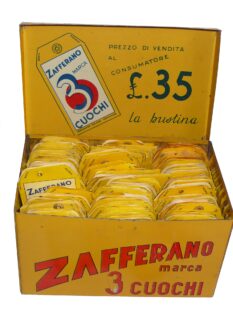 ZAFFERANO
MARCA
3
CUOCHI
PREZZO DI VENDITA
AL
CONSUMATORE
£.35
la bustina
ZAFFERANO
ZAFFERANO
marca
3 CUOCHI